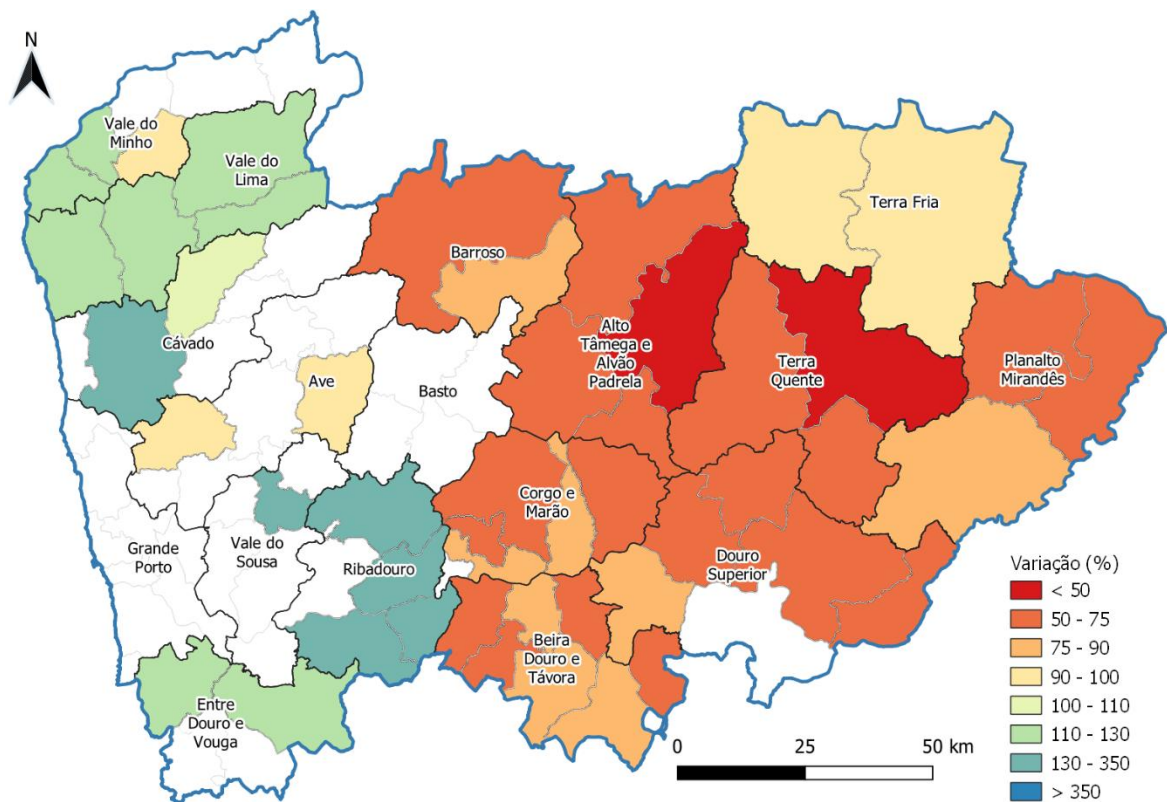 N
Vale do
Minho
Vale do
Lima
Terra Fria
Barroso
Cávado
Ave
Basto
Alto
Tâmega e
Alvão
Padrela
Terra
Quente
Planalto
Mirandês
Corgo e
Marão
Grande
Porto
Vale do
Sousa
Ribadouro
Douro
Superior
Beira
Douro e
Távora
Entre
Douro e
Vouga
Variação (%)
< 50
50 - 75
75 - 90
90 - 100
100 - 110
110 - 130
130 - 350
> 350
0 25 50 km